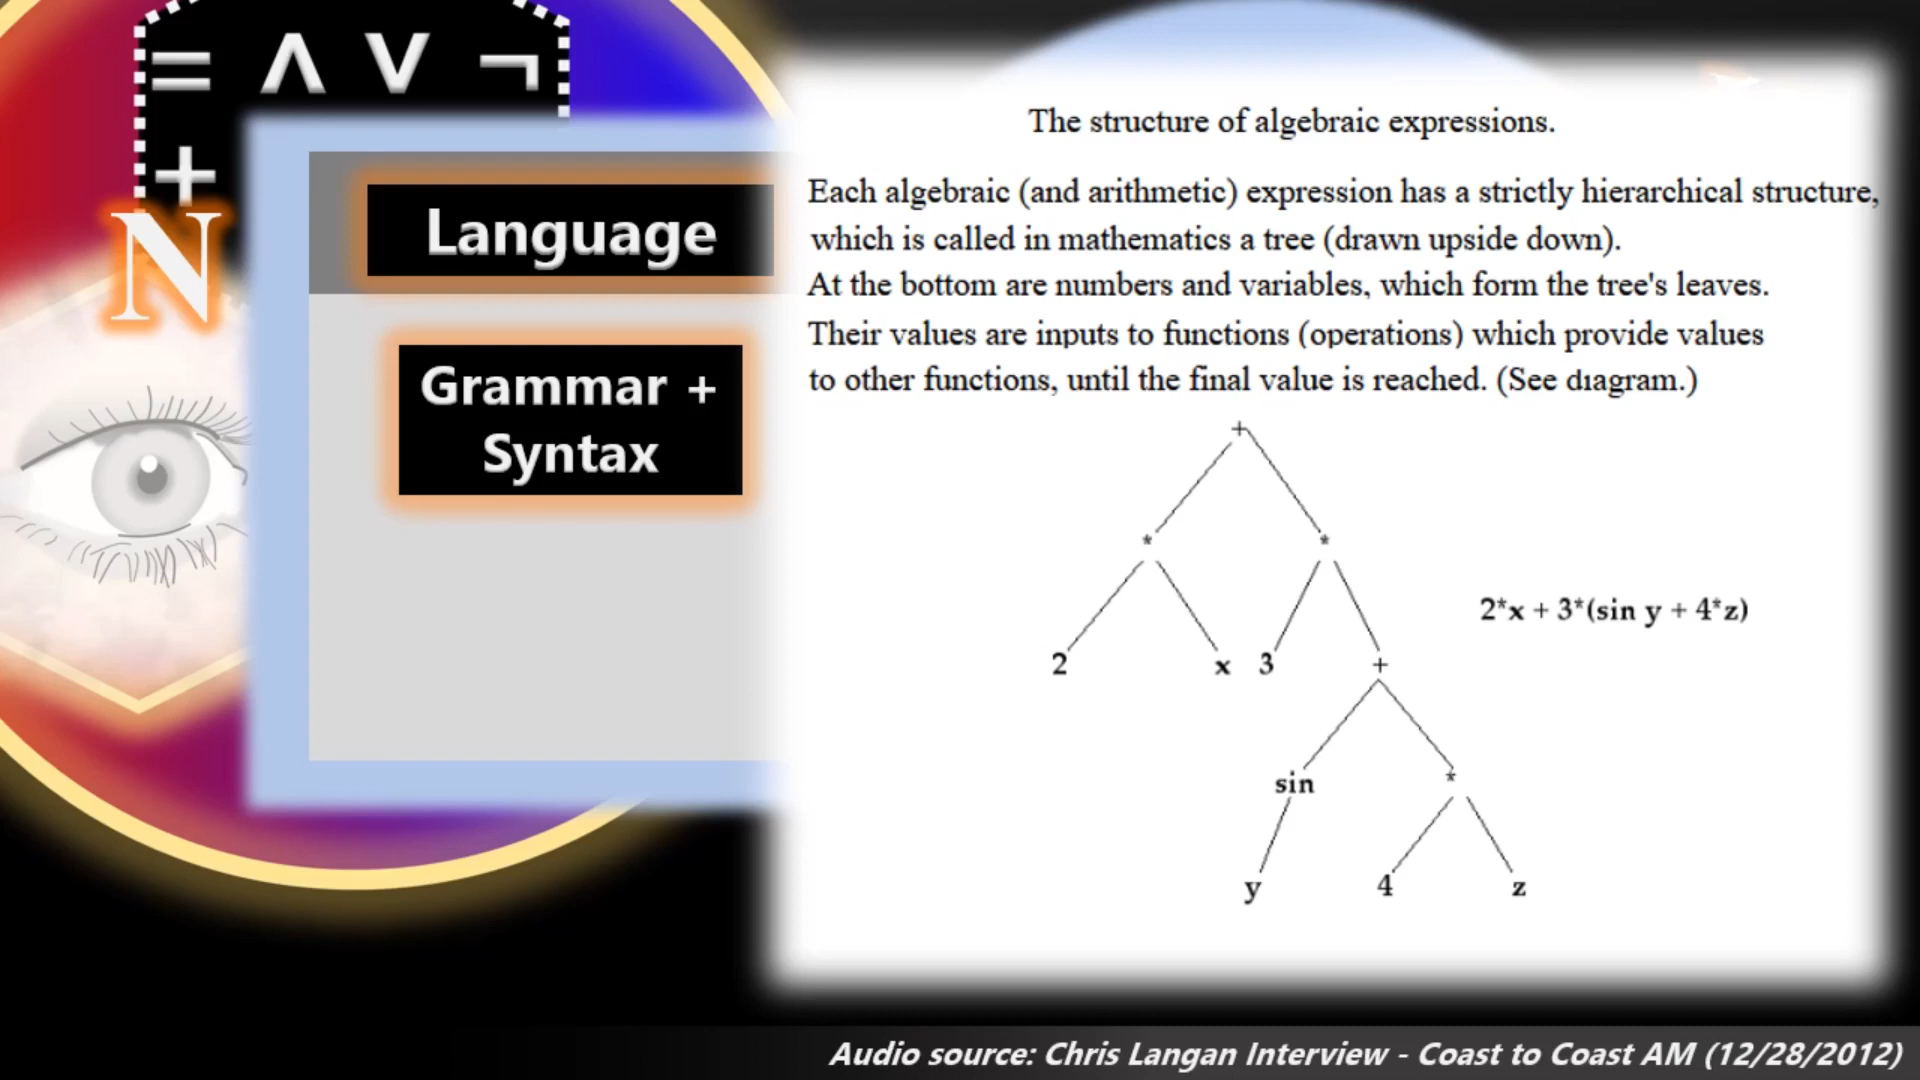 = Λ V ¬
+
N
Language
Grammar +
Syntax
The structure of algebraic expressions.
Each algebraic (and arithmetic) expression has a strictly hierarchical structure,
which is called in mathematics a tree (drawn upside down).
At the bottom are numbers and variables, which form the tree's leaves.
Their values are inputs to functions (operations) which provide values
to other functions, until the final value is reached. (See diagram.)
+
* *
2 x 3 +
2*x + 3*(sin y + 4*z)
sin *
y 4 z
Audio source: Chris Langan Interview - Coast to Coast AM (12/28/2012)